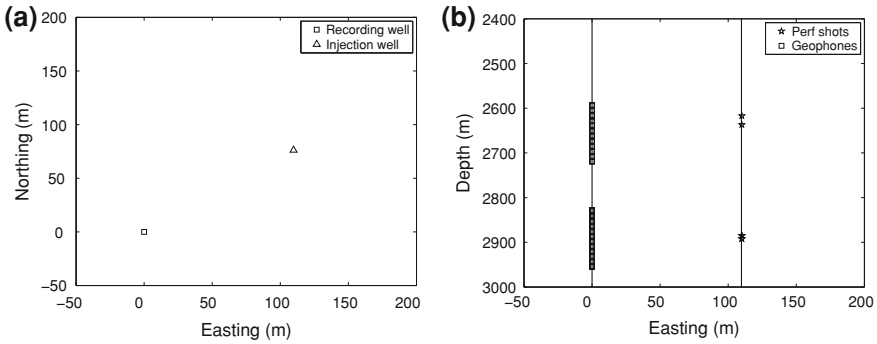 (a)
200
150
100
50
0
−50
Northing (m)
−50
0
50
100
150
200
Easting (m)
Recording well
Injection well
(b)
2400
2500
2600
2700
2800
2900
3000
Depth (m)
−50
0
50
100
150
200
Easting (m)
Perf shots
Geophones